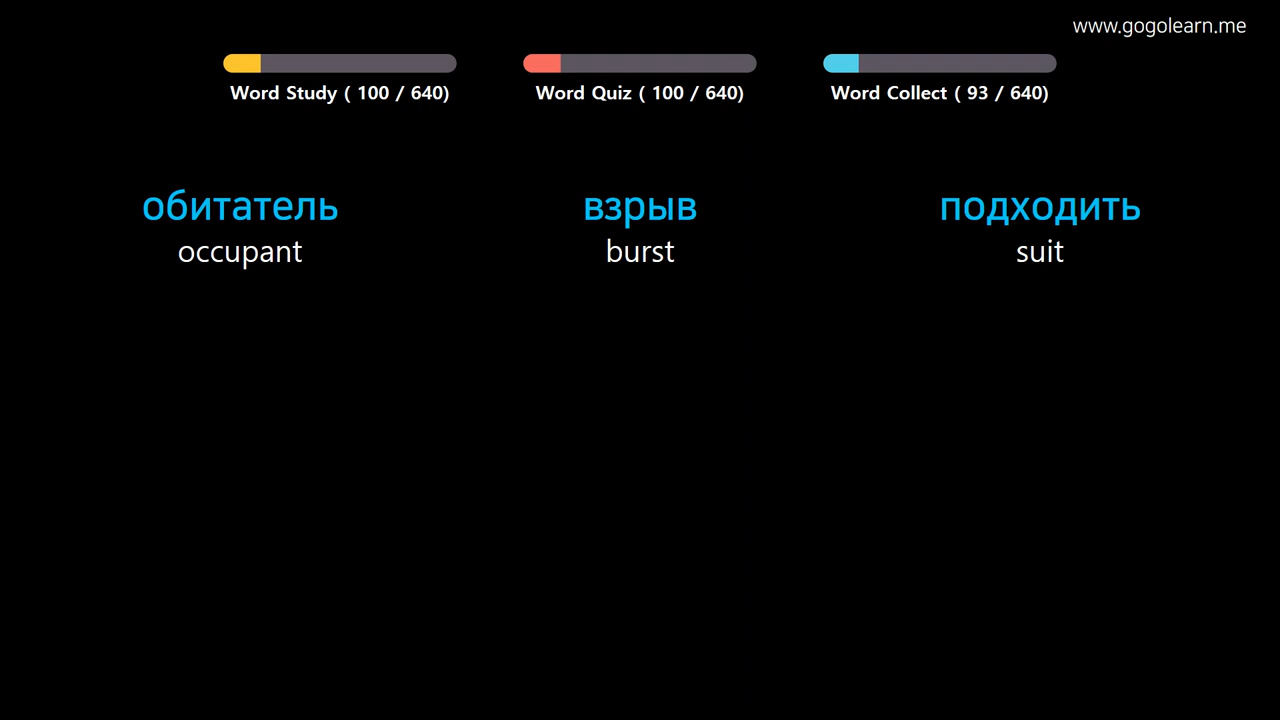 www.gogolearn.me
Word Study ( 100 / 640)
Word Quiz ( 100 / 640)
Word Collect ( 93 / 640)
обитатель
occupant
взрыв
burst
подходить
suit